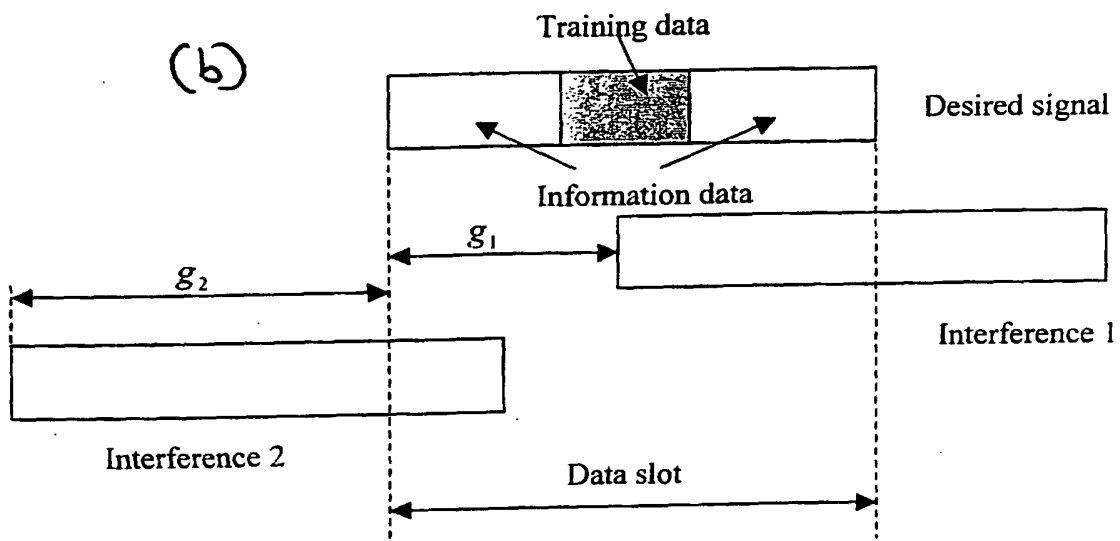 (b)
Training data
Desired signal
Information data
g₁
g₂
Interference 1
Interference 2
Data slot